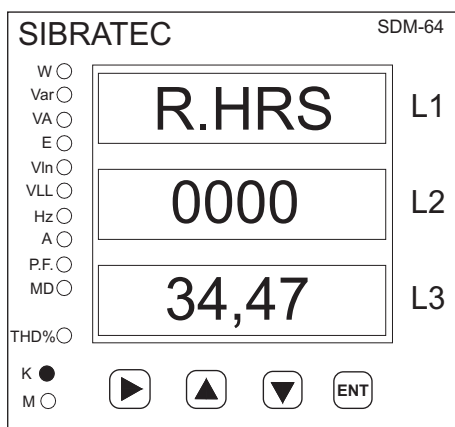 SIBRATEC SDM-64
W
Var
VA
E
Vln
VLL
Hz
A
P.F.
MD
THD%
K
M
R.HRS L1
0000 L2
34,47 L3
ENT